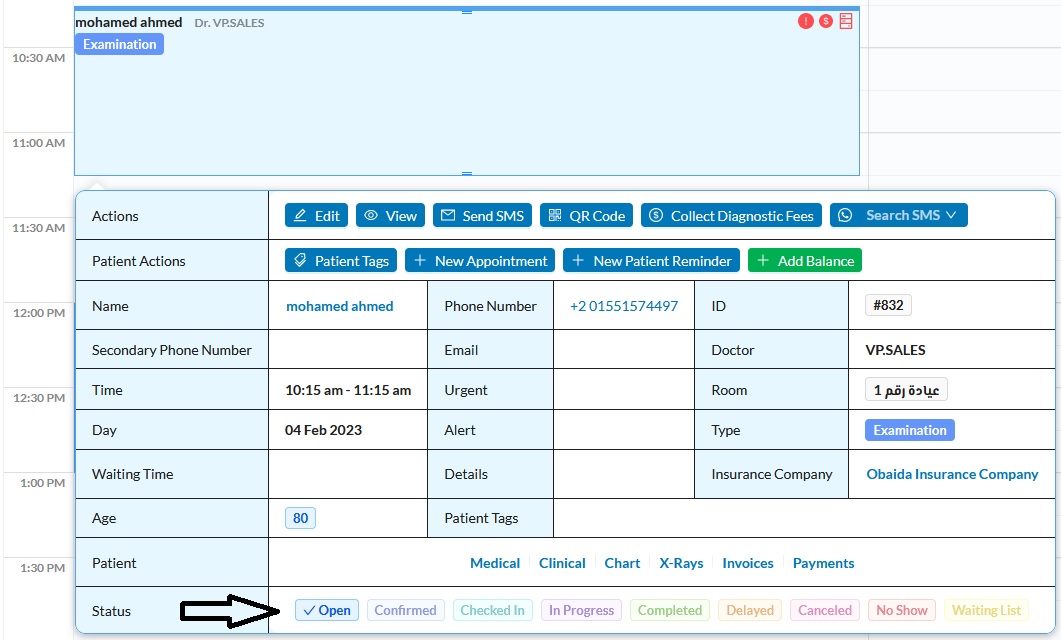 mohamed ahmed Dr. VP.SALES
Examination
10:30 AM
11:00 AM
11:30 AM
12:00 PM
12:30 PM
1:00 PM
1:30 PM
Actions Edit View Send SMS QR Code Collect Diagnostic Fees Search SMS
Patient Actions Patient Tags + New Appointment + New Patient Reminder + Add Balance
Name mohamed ahmed Phone Number +2 01551574497 ID #832
Secondary Phone Number Email Doctor VP.SALES
Time 10:15 am - 11:15 am Urgent Room عيادة رقم 1
Day 04 Feb 2023 Alert Type Examination
Waiting Time Details Insurance Company Obaida Insurance Company
Age 80 Patient Tags
Patient Medical Clinical Chart X-Rays Invoices Payments
Status ✓ Open Confirmed Checked In In Progress Completed Delayed Canceled No Show Waiting List